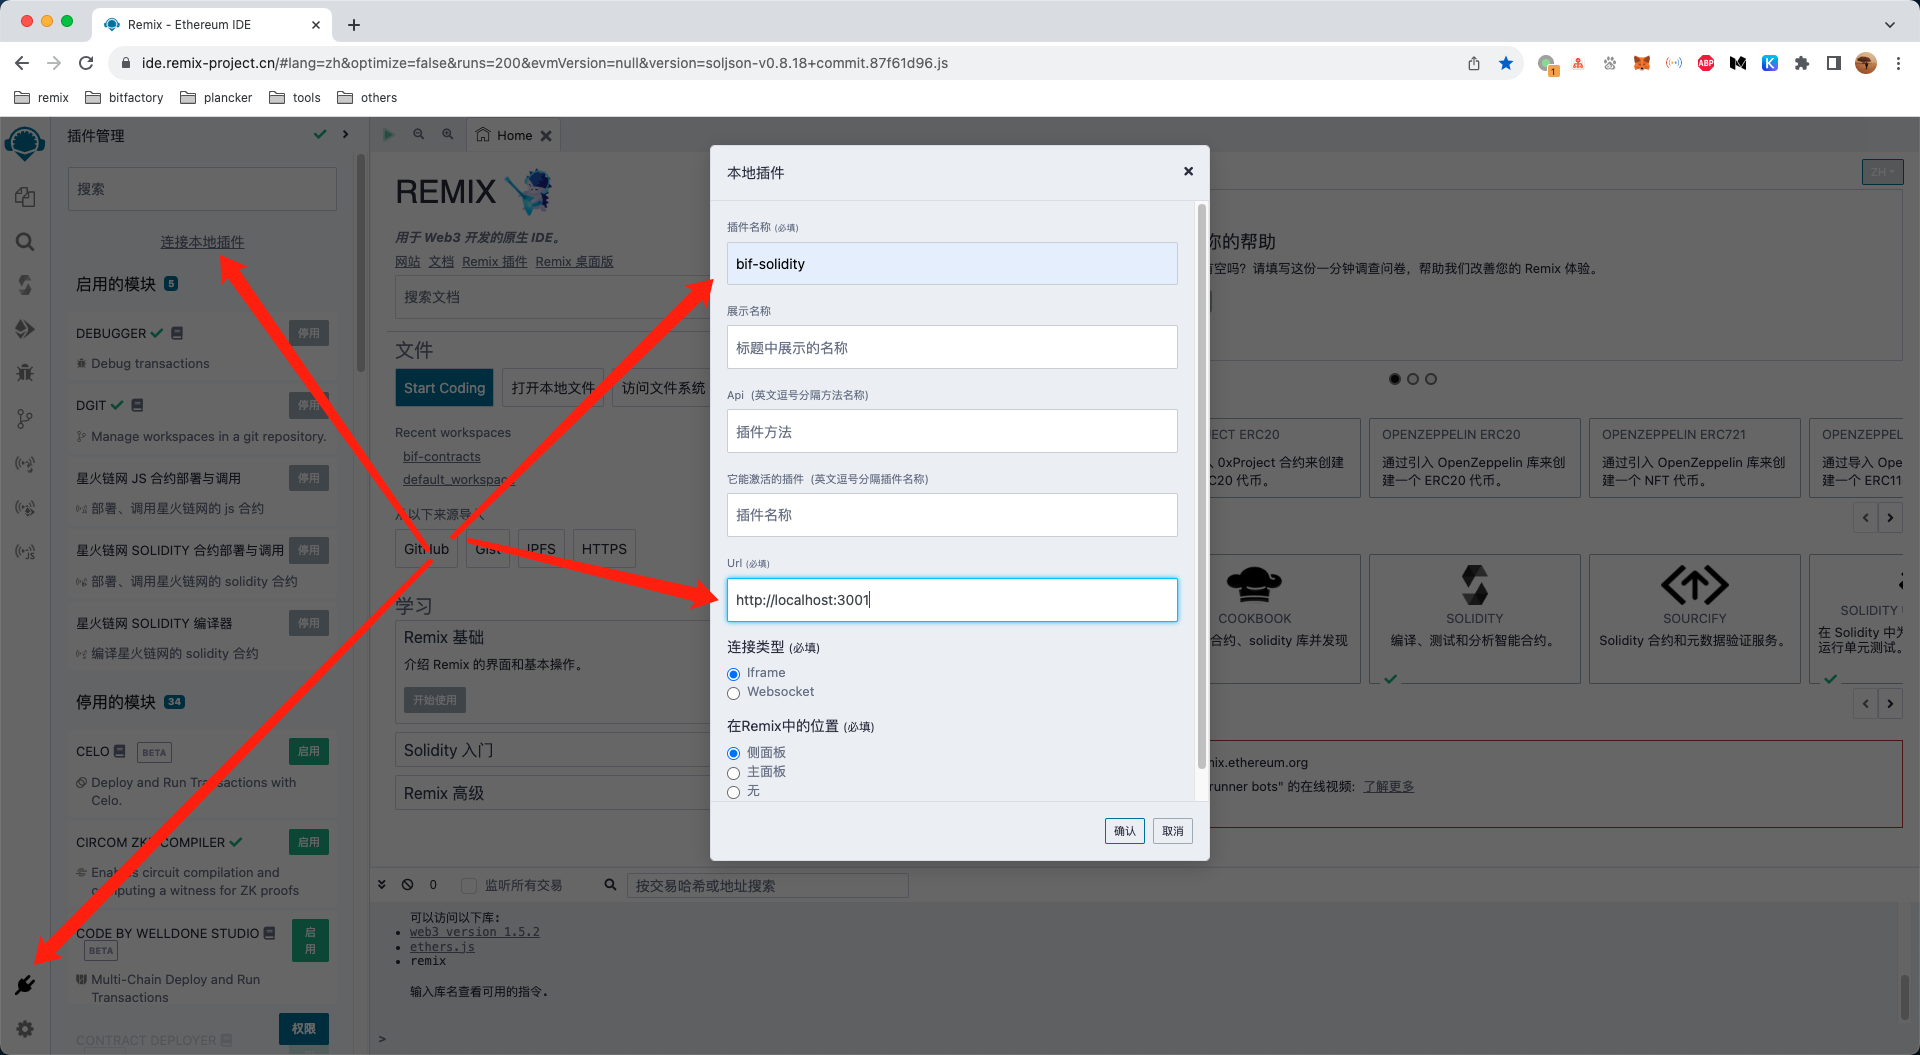 Remix - Ethereum IDE
ide.remix-project.cn/#lang=zh&optimize=false&runs=200&evmVersion=null&version=soljson-v0.8.18+commit.87f61d96.js
1
ABP
K
remix
bitfactory
plancker
tools
others
插件管理
搜索
连接本地插件
启用的模块 5
DEBUGGER
停用
Debug transactions
DGIT
停用
Manage workspaces in a git repository.
星火链网 JS 合约部署与调用
停用
部署、调用星火链网的 js 合约
星火链网 SOLIDITY 合约部署与调用
停用
部署、调用星火链网的 solidity 合约
星火链网 SOLIDITY 编译器
停用
编译星火链网的 solidity 合约
停用的模块 34
CELO
BETA
启用
Deploy and Run Transactions with
Celo.
CIRCOM ZKP COMPILER
启用
Enables circuit compilation and
computing a witness for ZK proofs
CODE BY WELLDONE STUDIO
BETA
启用
Multi-Chain Deploy and Run
Transactions
CONTRACT DEPLOYER
权限
JS
Home
REMIX
用于 Web3 开发的原生 IDE。
网站 文档 Remix 插件 Remix 桌面版
搜索文档
文件
Start Coding
打开本地文件
访问文件系统
Recent workspaces
bif-contracts
default_workspace
从以下来源导入
GitHub
Gist
IPFS
HTTPS
学习
Remix 基础
介绍 Remix 的界面和基本操作。
开始使用
Solidity 入门
Remix 高级
本地插件
插件名称 (必填)
bif-solidity
展示名称
标题中展示的名称
Api (英文逗号分隔方法名称)
插件方法
它能激活的插件 (英文逗号分隔插件名称)
插件名称
Url (必填)
http://localhost:3001
连接类型 (必填)
Iframe
Websocket
在Remix中的位置 (必填)
侧面板
主面板
无
确认
取消
ZH
你的帮助
有空吗？请填写这份一分钟调查问卷，帮助我们改善您的 Remix 体验。
ECT ERC20
入 0xProject 合约来创建
RC20 代币。
OPENZEPPELIN ERC20
通过引入 OpenZeppelin 库来创
建一个 ERC20 代币。
OPENZEPPELIN ERC721
通过引入 OpenZeppelin 库来创
建一个 NFT 代币。
OPENZEPPEL
通过导入 Ope
建一个 ERC11
COOKBOOK
合约、solidity 库并发现
SOLIDITY
编译、测试和分析智能合约。
SOURCIFY
Solidity 合约和元数据验证服务。
SOLIDITY
在 Solidity 中
运行单元测试。
mix.ethereum.org
runner bots" 的在线视频: 了解更多
0
监听所有交易
按交易哈希或地址搜索
可以访问以下库:
web3 version 1.5.2
ethers.js
remix
输入库名查看可用的指令.
>